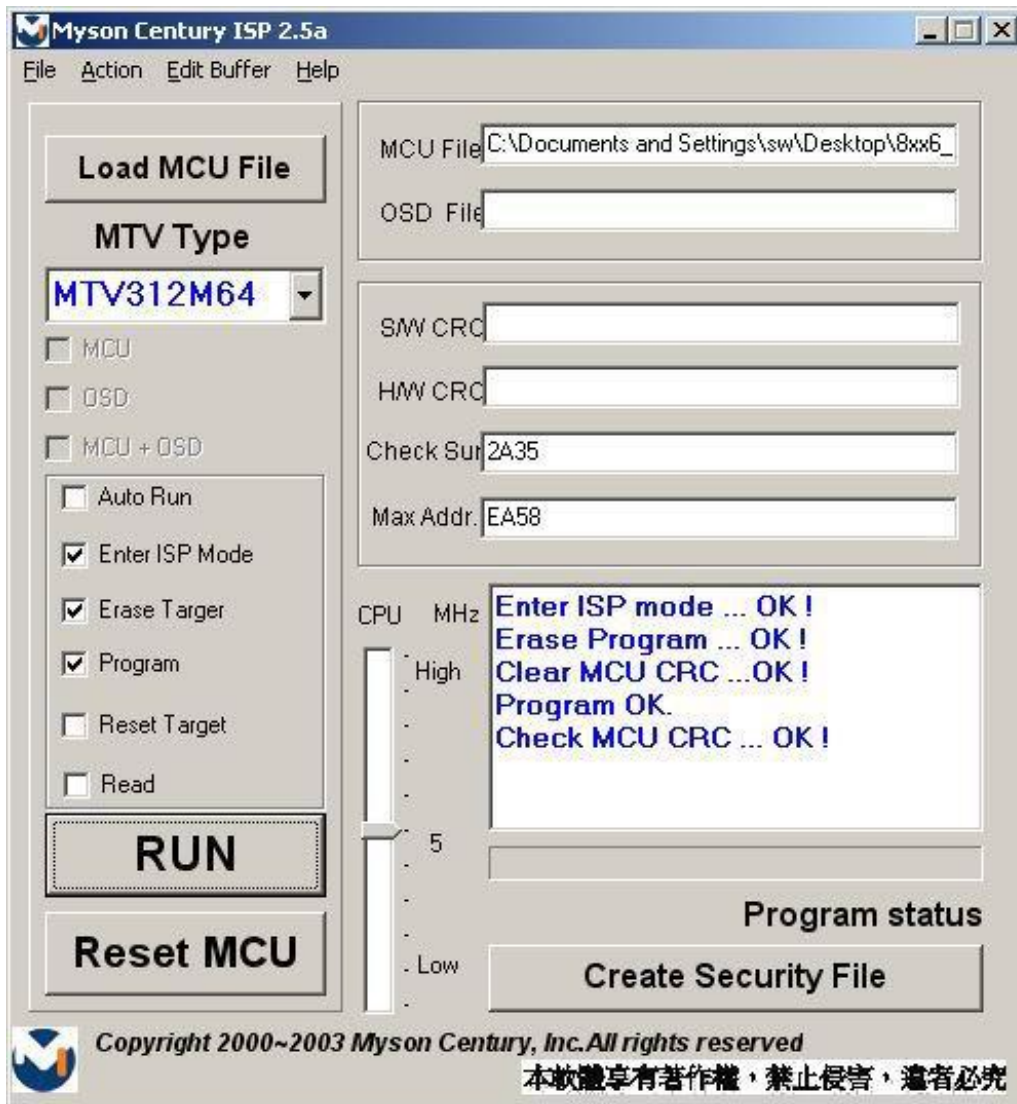 Myson Century ISP 2.5a
File Action Edit Buffer Help
Load MCU File
MTV Type
MTV312M64
MCU
OSD
MCU + OSD
Auto Run
Enter ISP Mode
Erase Targer
Program
Reset Target
Read
RUN
Reset MCU
MCU File C:\Documents and Settings\sw\Desktop\8xx6_
OSD File
S/W CRC
H/W CRC
Check Sur 2A35
Max Addr. EA58
CPU MHz
High
5
Low
Enter ISP mode ... OK !
Erase Program ... OK !
Clear MCU CRC ...OK !
Program OK.
Check MCU CRC ... OK !
Program status
Create Security File
Copyright 2000~2003 Myson Century, Inc.All rights reserved
本軟體享有著作權，禁止侵害，違者必究